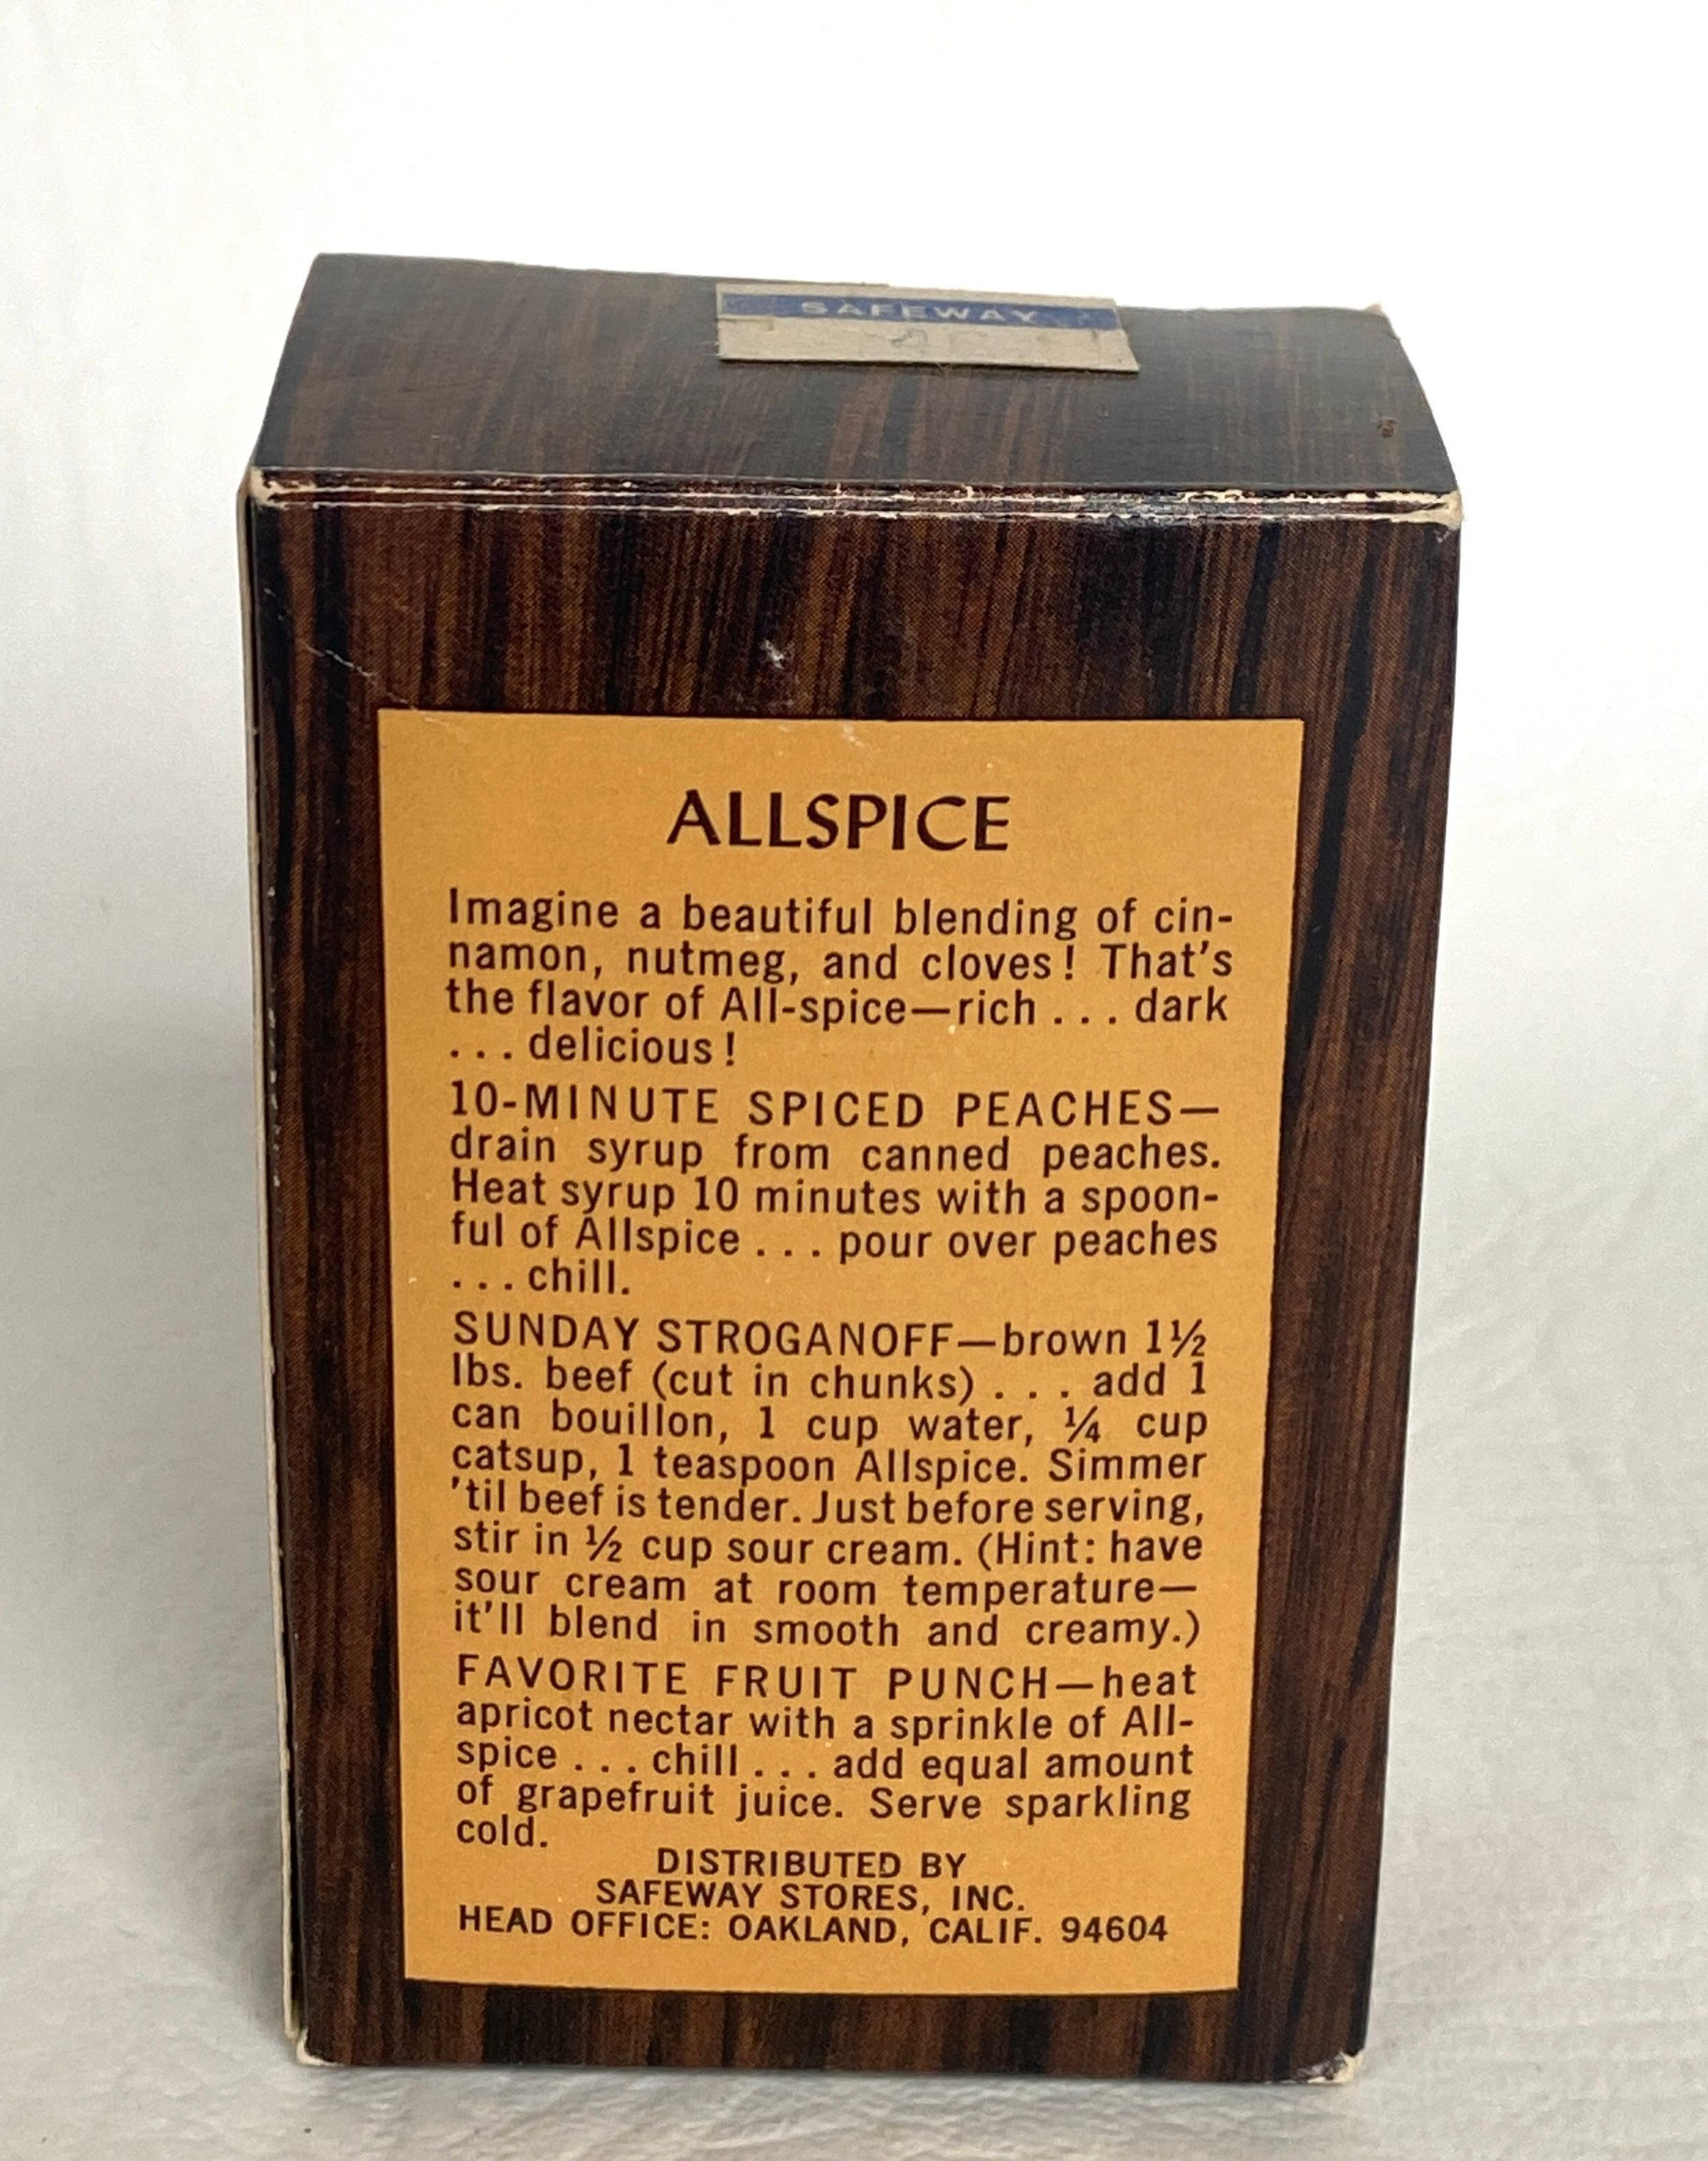 SAFEWAY
ALLSPICE
Imagine a beautiful blending of cin-
namon, nutmeg, and cloves! That's
the flavor of All-spice—rich . . . dark
. . . delicious!
10-MINUTE SPICED PEACHES—
drain syrup from canned peaches.
Heat syrup 10 minutes with a spoon-
ful of Allspice . . . pour over peaches
. . . chill.
SUNDAY STROGANOFF—brown 1½
lbs. beef (cut in chunks) . . . add 1
can bouillon, 1 cup water, ¼ cup
catsup, 1 teaspoon Allspice. Simmer
'til beef is tender. Just before serving,
stir in ½ cup sour cream. (Hint: have
sour cream at room temperature—
it'll blend in smooth and creamy.)
FAVORITE FRUIT PUNCH—heat
apricot nectar with a sprinkle of All-
spice . . . chill . . . add equal amount
of grapefruit juice. Serve sparkling
cold.
DISTRIBUTED BY
SAFEWAY STORES, INC.
HEAD OFFICE: OAKLAND, CALIF. 94604